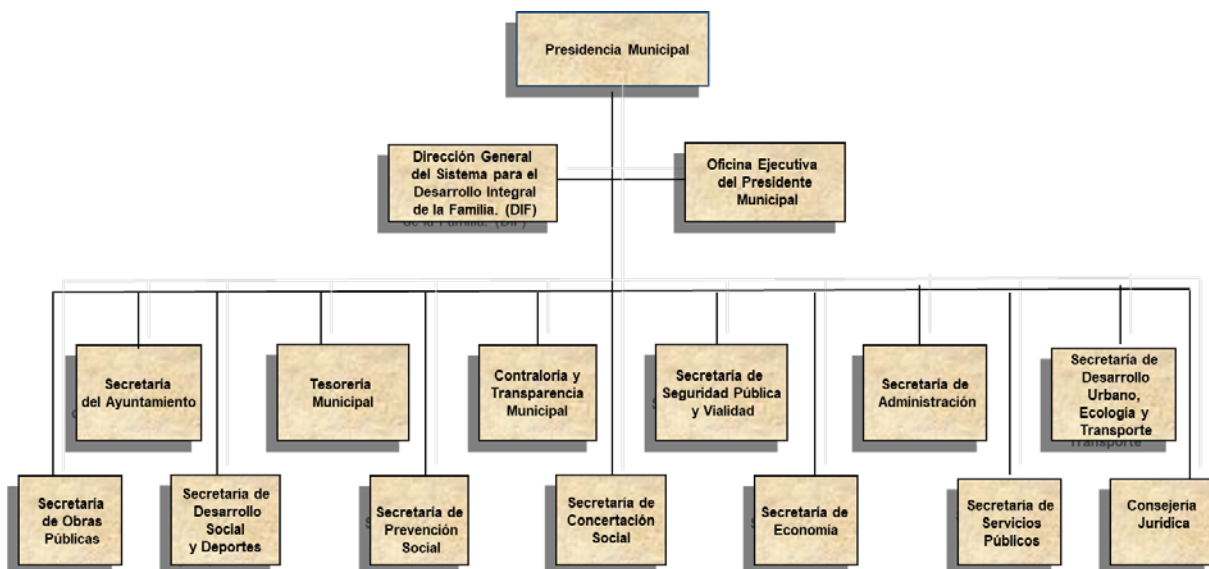 Presidencia Municipal
Dirección General
del Sistema para el
Desarrollo Integral
de la Familia. (DIF)
Oficina Ejecutiva
del Presidente
Municipal
Secretaría
del Ayuntamiento
Tesorería
Municipal
Contraloría y
Transparencia
Municipal
Secretaría de
Seguridad Pública
y Vialidad
Secretaría de
Administración
Secretaría de
Desarrollo
Urbano,
Ecología y
Transporte
Secretaría
de Obras
Públicas
Secretaría de
Desarrollo
Social
y Deportes
Secretaría de
Prevención
Social
Secretaría de
Concertación
Social
Secretaría de
Economía
Secretaría de
Servicios
Públicos
Consejería
Jurídica